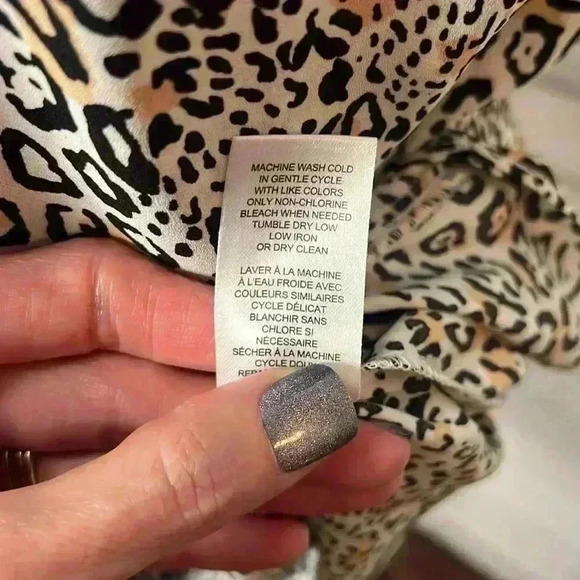 MACHINE WASH COLD
IN GENTLE CYCLE
WITH LIKE COLORS
ONLY NON-CHLORINE
BLEACH WHEN NEEDED
TUMBLE DRY LOW
LOW IRON
OR DRY CLEAN
LAVER À LA MACHINE
À L'EAU FROIDE AVEC
COULEURS SIMILAIRES
CYCLE DÉLICAT
BLANCHIR SANS
CHLORE SI
NÉCESSAIRE
SÉCHER À LA MACHINE
CYCLE DOUX